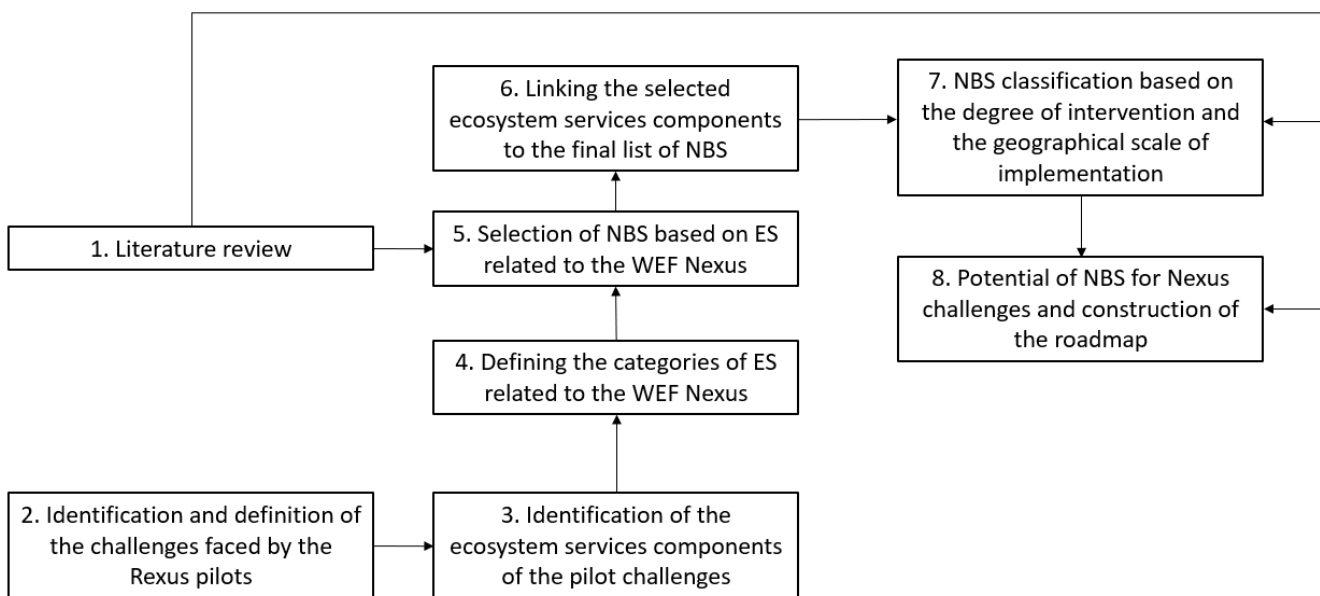 1. Literature review
2. Identification and definition of
the challenges faced by the
Rexus pilots
3. Identification of the
ecosystem services components
of the pilot challenges
4. Defining the categories of ES
related to the WEF Nexus
5. Selection of NBS based on ES
related to the WEF Nexus
6. Linking the selected
ecosystem services components
to the final list of NBS
7. NBS classification based on
the degree of intervention and
the geographical scale of
implementation
8. Potential of NBS for Nexus
challenges and construction of
the roadmap